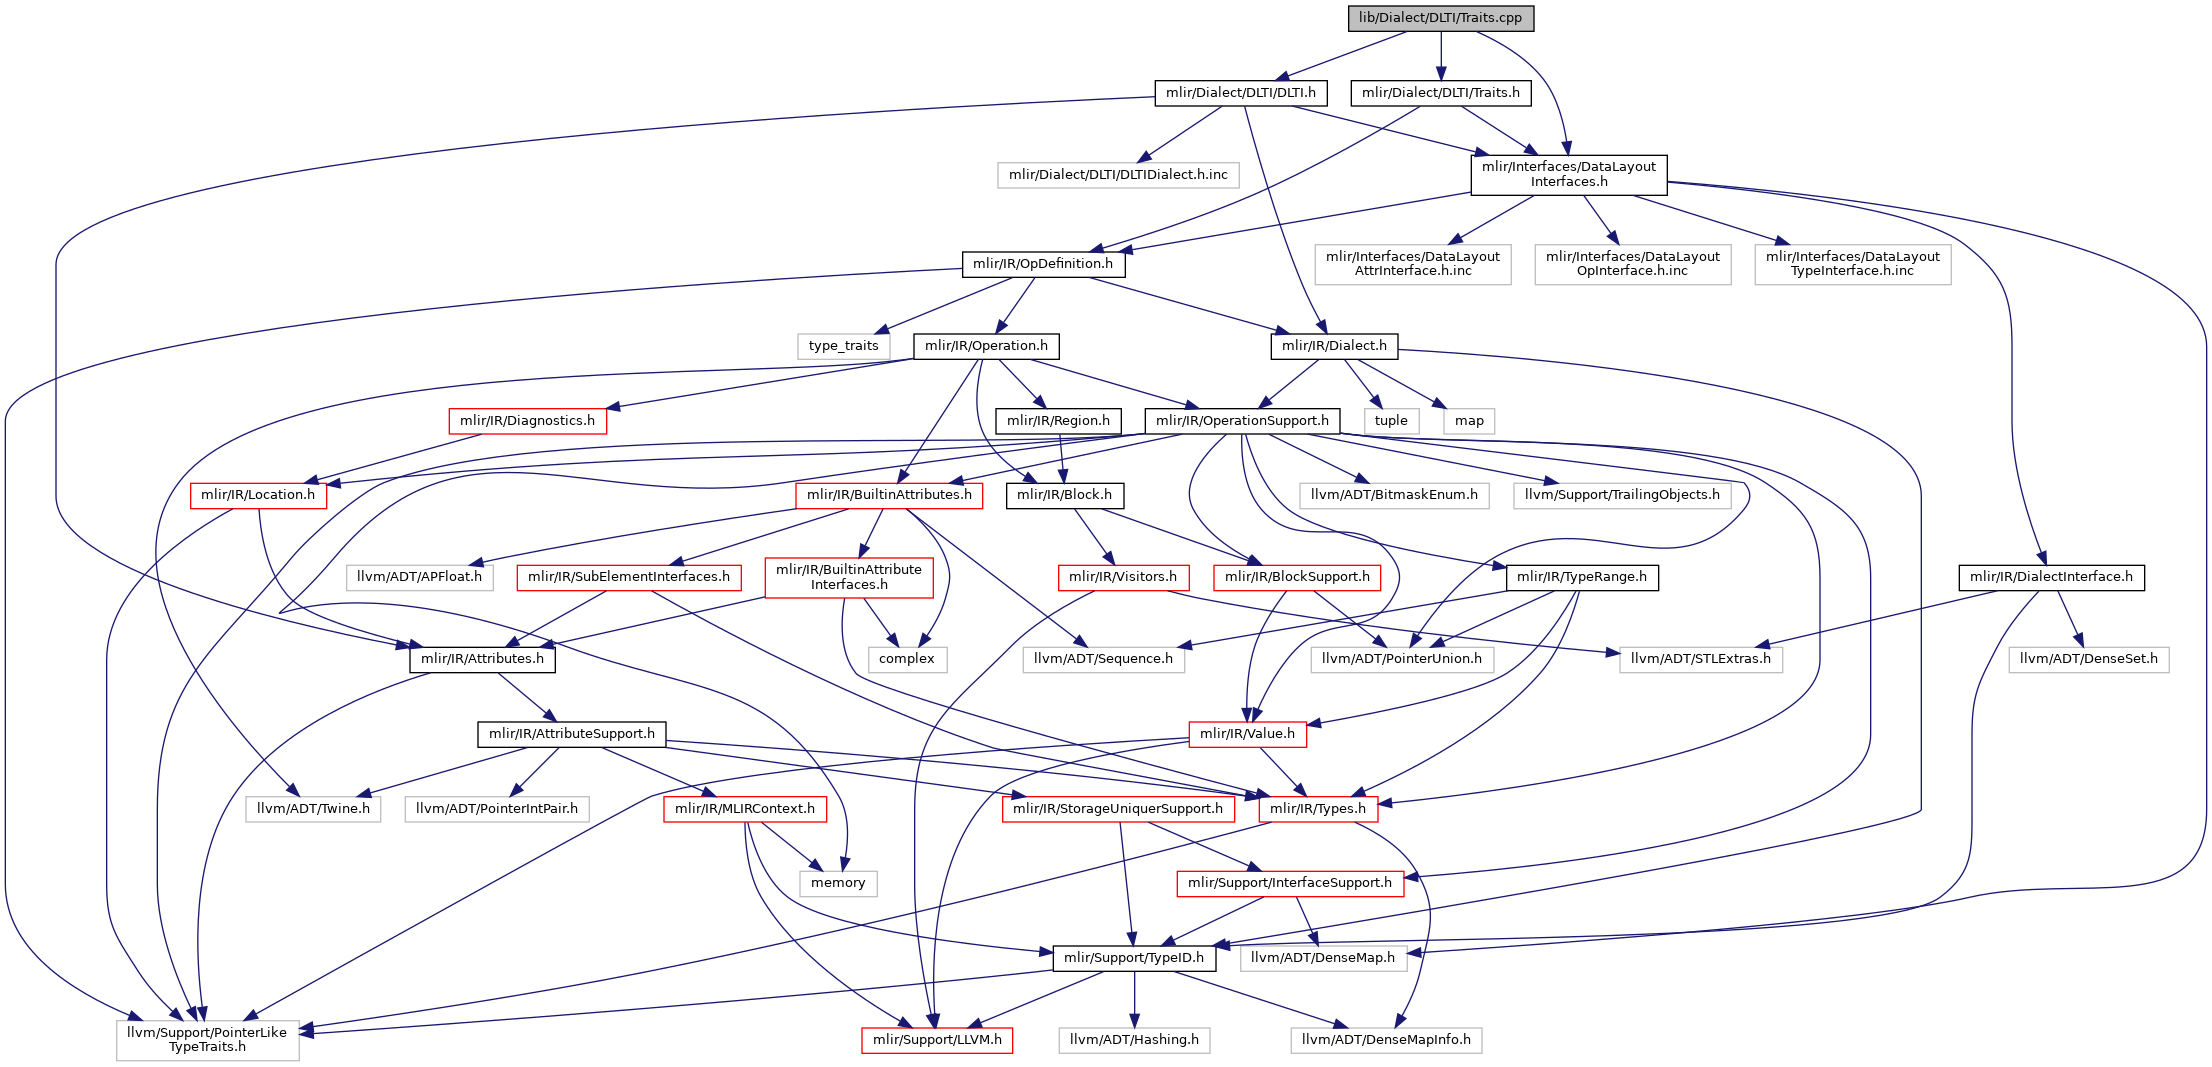 lib/Dialect/DLTI/Traits.cpp
mlir/Dialect/DLTI/DLTI.h
mlir/Dialect/DLTI/Traits.h
mlir/Dialect/DLTI/DLTIDialect.h.inc
mlir/Interfaces/DataLayout
Interfaces.h
mlir/IR/OpDefinition.h
mlir/Interfaces/DataLayout
AttrInterface.h.inc
mlir/Interfaces/DataLayout
OpInterface.h.inc
mlir/Interfaces/DataLayout
TypeInterface.h.inc
type_traits
mlir/IR/Operation.h
mlir/IR/Dialect.h
mlir/IR/Diagnostics.h
mlir/IR/Region.h
mlir/IR/OperationSupport.h
tuple
map
mlir/IR/Location.h
mlir/IR/BuiltinAttributes.h
mlir/IR/Block.h
llvm/ADT/BitmaskEnum.h
llvm/Support/TrailingObjects.h
llvm/ADT/APFloat.h
mlir/IR/SubElementInterfaces.h
mlir/IR/BuiltinAttribute
Interfaces.h
mlir/IR/Visitors.h
mlir/IR/BlockSupport.h
mlir/IR/TypeRange.h
mlir/IR/DialectInterface.h
mlir/IR/Attributes.h
complex
llvm/ADT/Sequence.h
llvm/ADT/PointerUnion.h
llvm/ADT/STLExtras.h
llvm/ADT/DenseSet.h
mlir/IR/AttributeSupport.h
mlir/IR/Value.h
llvm/ADT/Twine.h
llvm/ADT/PointerIntPair.h
mlir/IR/MLIRContext.h
mlir/IR/StorageUniquerSupport.h
mlir/IR/Types.h
memory
mlir/Support/InterfaceSupport.h
mlir/Support/TypeID.h
llvm/ADT/DenseMap.h
llvm/Support/PointerLike
TypeTraits.h
mlir/Support/LLVM.h
llvm/ADT/Hashing.h
llvm/ADT/DenseMapInfo.h